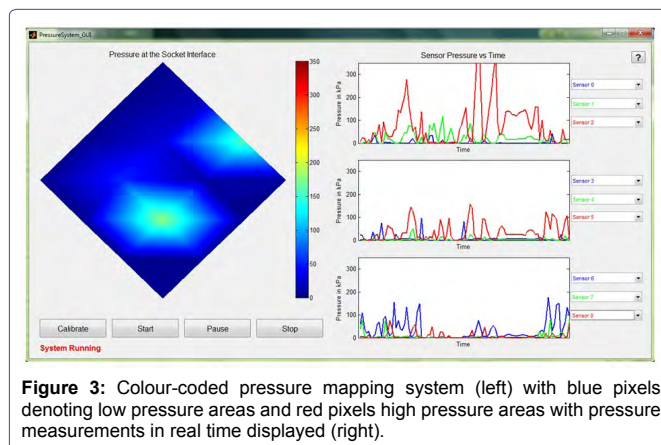 PressureSystem_GUI
Pressure at the Socket Interface
350
300
250
200
150
100
50
0
Calibrate
Start
Pause
Stop
System Running
Sensor Pressure vs Time
?
Pressure in kPa
300
200
100
0
Time
Sensor 0
Sensor 1
Sensor 2
Pressure in kPa
300
200
100
0
Time
Sensor 3
Sensor 4
Sensor 5
Pressure in kPa
300
200
100
0
Time
Sensor 6
Sensor 7
Sensor 8
Figure 3: Colour-coded pressure mapping system (left) with blue pixels
denoting low pressure areas and red pixels high pressure areas with pressure
measurements in real time displayed (right).